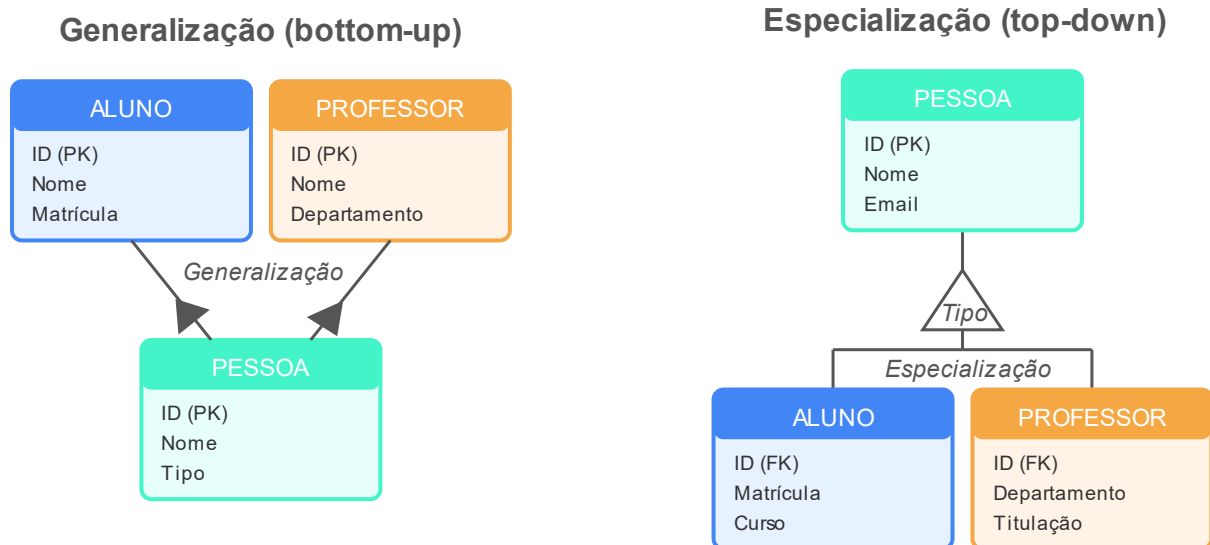 Generalização (bottom-up)
ALUNO
ID (PK)
Nome
Matrícula
PROFESSOR
ID (PK)
Nome
Departamento
Generalização
PESSOA
ID (PK)
Nome
Tipo
Especialização (top-down)
PESSOA
ID (PK)
Nome
Email
Tipo
Especialização
ALUNO
ID (FK)
Matrícula
Curso
PROFESSOR
ID (FK)
Departamento
Titulação